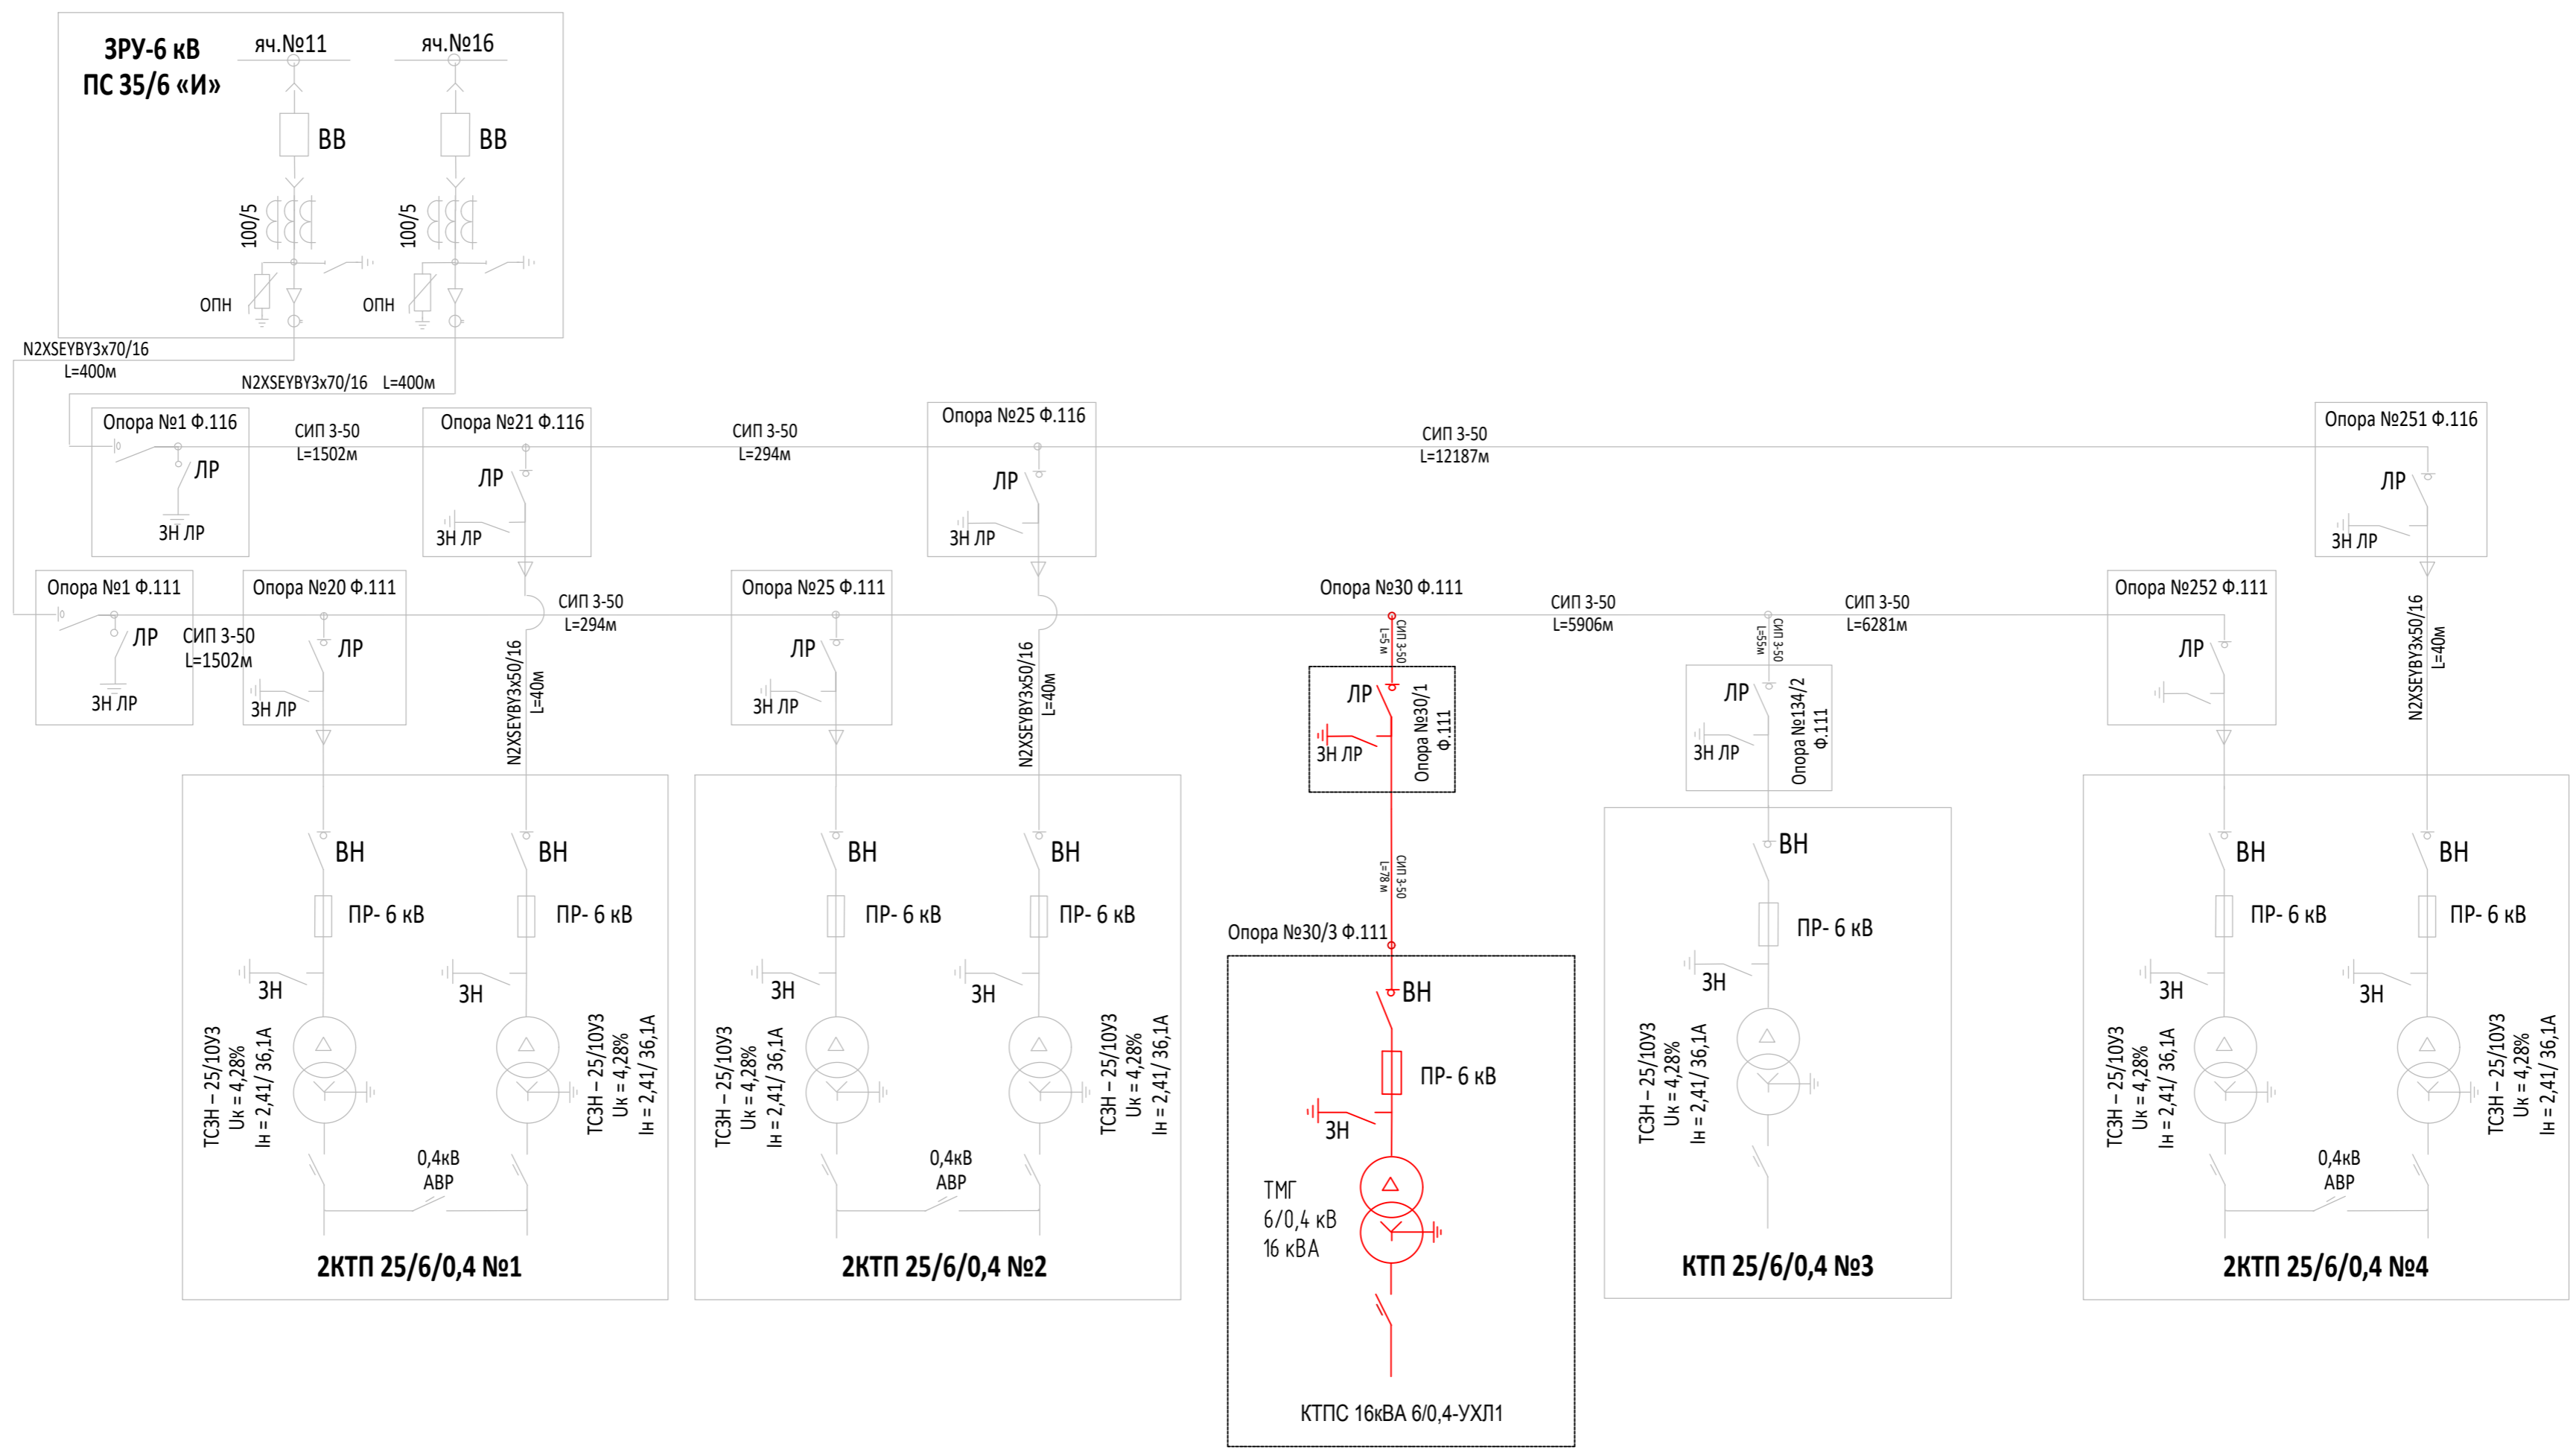 ЗРУ-6 кВ
ПС 35/6 «И»
яч.№11
яч.№16
ВВ
ВВ
100/5
100/5
ОПН
ОПН
N2XSEYBY3x70/16
L=400м
N2XSEYBY3x70/16 L=400м
Опора №1 Ф.116
ЛР
ЗН ЛР
СИП 3-50
L=1502м
Опора №21 Ф.116
ЛР
ЗН ЛР
СИП 3-50
L=294м
Опора №25 Ф.116
ЛР
ЗН ЛР
СИП 3-50
L=12187м
Опора №251 Ф.116
ЛР
ЗН ЛР
Опора №1 Ф.111
ЛР
ЗН ЛР
СИП 3-50
L=1502м
Опора №20 Ф.111
ЛР
ЗН ЛР
N2XSEYBY3x50/16
L=40м
СИП 3-50
L=294м
Опора №25 Ф.111
ЛР
ЗН ЛР
N2XSEYBY3x50/16
L=40м
Опора №30 Ф.111
СИП 3-50
L=5 м
ЛР
ЗН ЛР
Опора №30/1
Ф.111
СИП 3-50
L=5906м
СИП 3-50
L=55м
ЛР
ЗН ЛР
Опора №134/2
Ф.111
СИП 3-50
L=6281м
Опора №252 Ф.111
ЛР
N2XSEYBY3x50/16
L=40м
ВН
ПР- 6 кВ
ЗН
ТСЗН – 25/10У3
Uк = 4,28%
Iн = 2,41/ 36,1А
ВН
ПР- 6 кВ
ЗН
ТСЗН – 25/10У3
Uк = 4,28%
Iн = 2,41/ 36,1А
0,4кВ
АВР
2КТП 25/6/0,4 №1
ВН
ПР- 6 кВ
ЗН
ТСЗН – 25/10У3
Uк = 4,28%
Iн = 2,41/ 36,1А
ВН
ПР- 6 кВ
ЗН
ТСЗН – 25/10У3
Uк = 4,28%
Iн = 2,41/ 36,1А
0,4кВ
АВР
2КТП 25/6/0,4 №2
СИП 3-50
L=78 м
Опора №30/3 Ф.111
ВН
ПР- 6 кВ
ЗН
ТМГ
6/0,4 кВ
16 кВА
КТПС 16кВА 6/0,4-УХЛ1
ВН
ПР- 6 кВ
ЗН
ТСЗН – 25/10У3
Uк = 4,28%
Iн = 2,41/ 36,1А
КТП 25/6/0,4 №3
ВН
ПР- 6 кВ
ЗН
ТСЗН – 25/10У3
Uк = 4,28%
Iн = 2,41/ 36,1А
ВН
ПР- 6 кВ
ЗН
ТСЗН – 25/10У3
Uк = 4,28%
Iн = 2,41/ 36,1А
0,4кВ
АВР
2КТП 25/6/0,4 №4